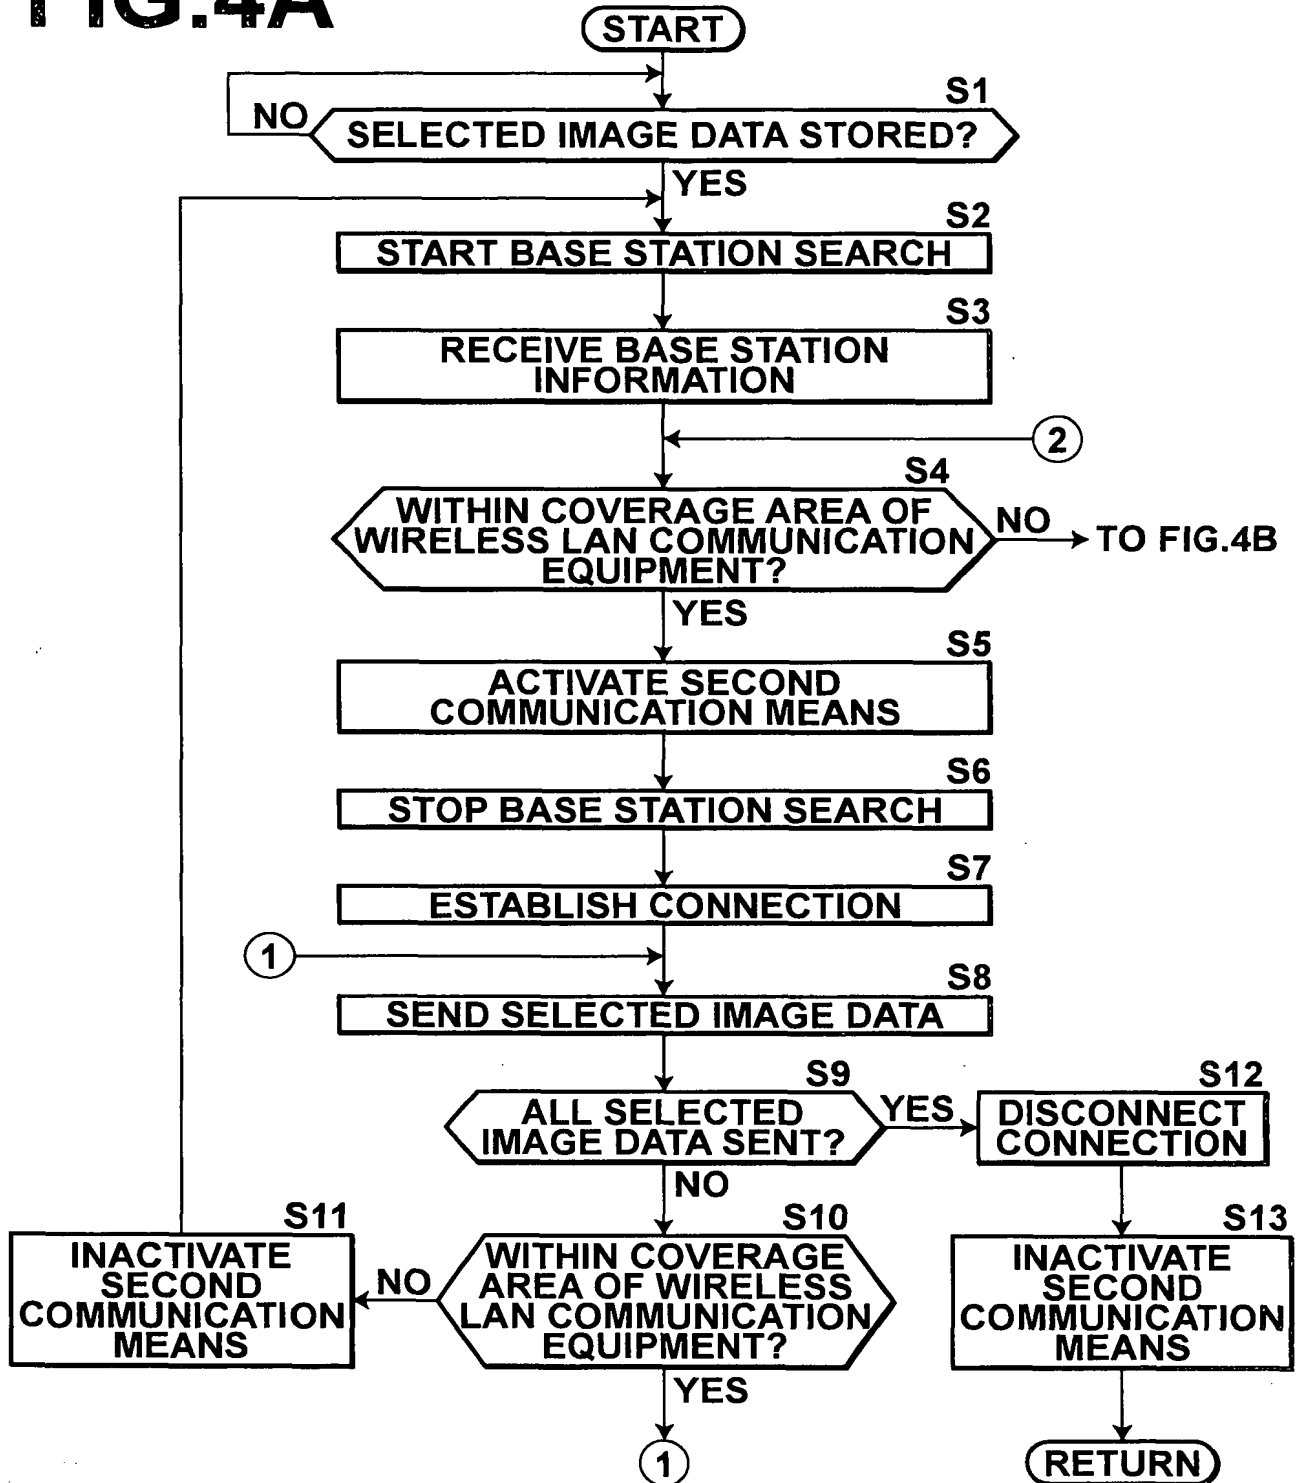 FIG.4A
START
S1
NO
SELECTED IMAGE DATA STORED?
YES
S2
START BASE STATION SEARCH
S3
RECEIVE BASE STATION
INFORMATION
2
S4
WITHIN COVERAGE AREA OF
WIRELESS LAN COMMUNICATION
EQUIPMENT?
NO
TO FIG.4B
YES
S5
ACTIVATE SECOND
COMMUNICATION MEANS
S6
STOP BASE STATION SEARCH
S7
ESTABLISH CONNECTION
1
S8
SEND SELECTED IMAGE DATA
S9
ALL SELECTED
IMAGE DATA SENT?
YES
S12
DISCONNECT
CONNECTION
NO
S11
INACTIVATE
SECOND
COMMUNICATION
MEANS
NO
S10
WITHIN COVERAGE
AREA OF WIRELESS
LAN COMMUNICATION
EQUIPMENT?
S13
INACTIVATE
SECOND
COMMUNICATION
MEANS
YES
1
RETURN